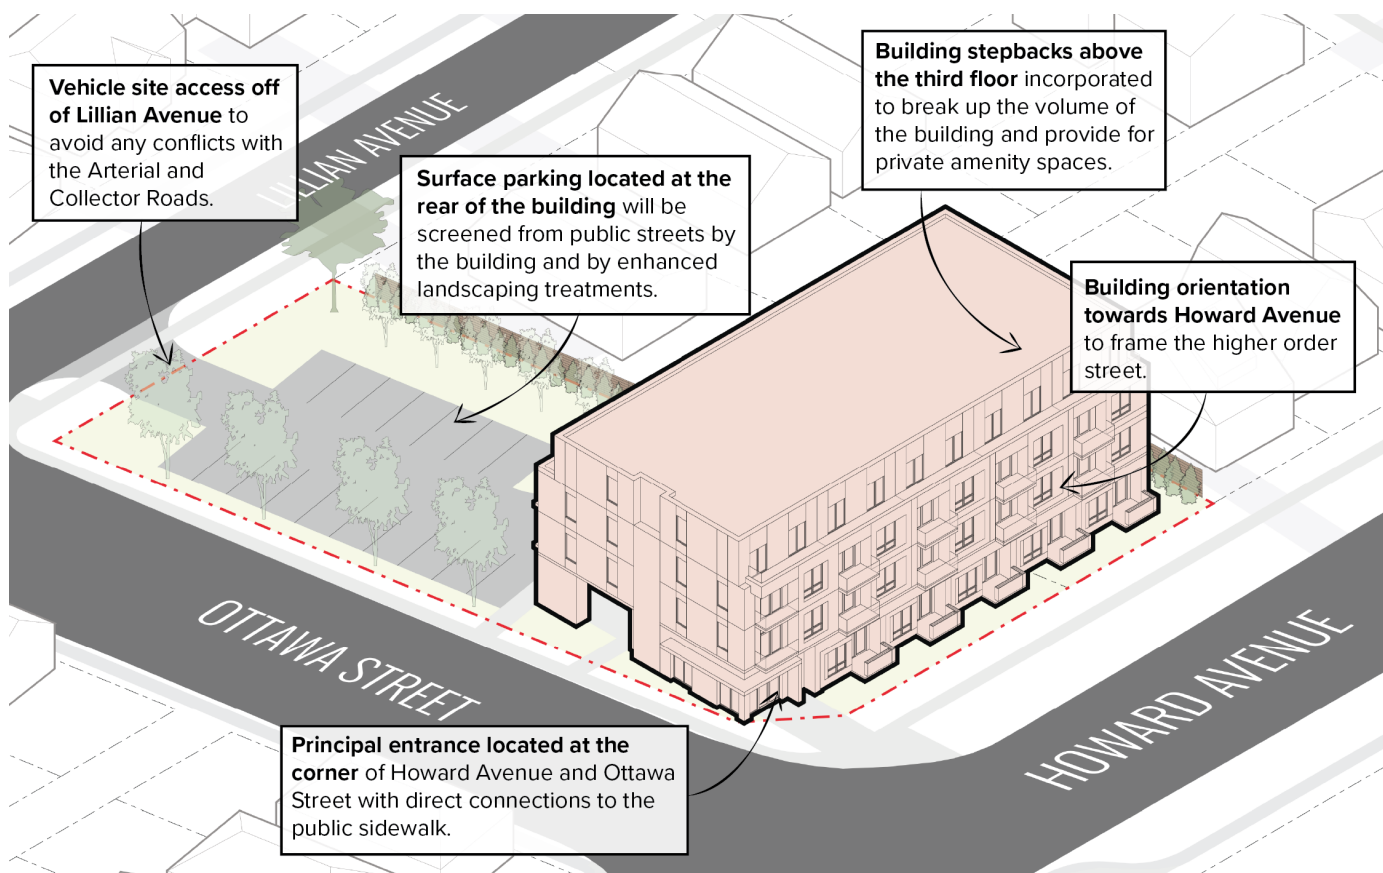 Vehicle site access off
of Lillian Avenue to
avoid any conflicts with
the Arterial and
Collector Roads.
LILLIAN AVENUE
Surface parking located at the
rear of the building will be
screened from public streets by
the building and by enhanced
landscaping treatments.
Building stepbacks above
the third floor incorporated
to break up the volume of
the building and provide for
private amenity spaces.
Building orientation
towards Howard Avenue
to frame the higher order
street.
OTTAWA STREET
HOWARD AVENUE
Principal entrance located at the
corner of Howard Avenue and Ottawa
Street with direct connections to the
public sidewalk.